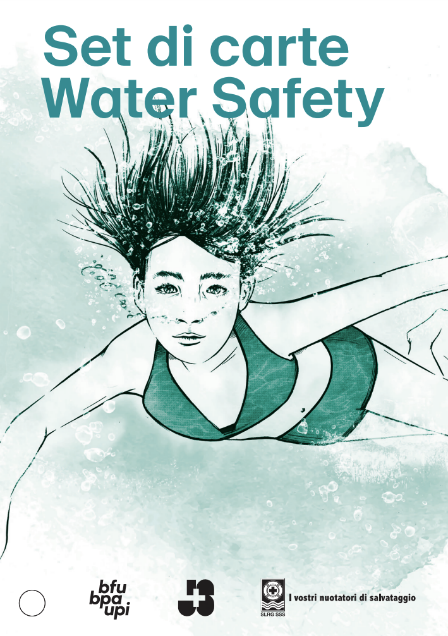 Set di carte
Water Safety
bfu
bpa
upi
J+S
SLRG SSS
I vostri nuotatori di salvataggio